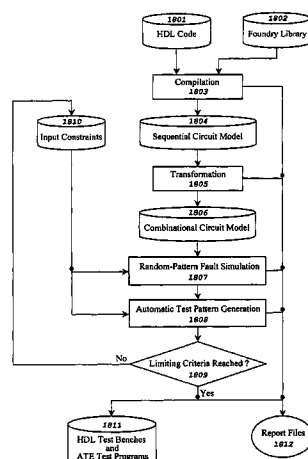 1801
HDL Code
1802
Foundry Library
Compilation
1803
1810
Input Constraints
1804
Sequential Circuit Model
Transformation
1805
1806
Combinational Circuit Model
Random-Pattern Fault Simulation
1807
Automatic Test Pattern Generation
1808
Limiting Criteria Reached ?
1809
No
Yes
1811
HDL Test Benches
and
ATE Test Programs
Report Files
1812